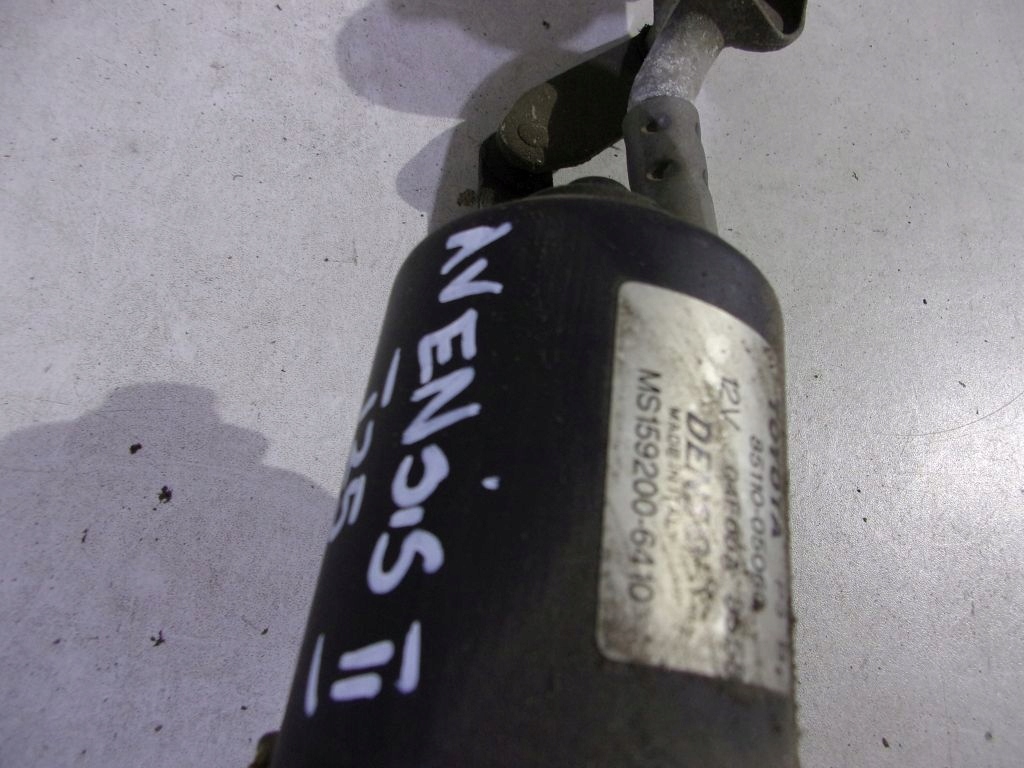 AVENSIS II
T25
TOYOTA
85110-05060
12V
DENSO
MADE IN ITALY
MS159200-6410